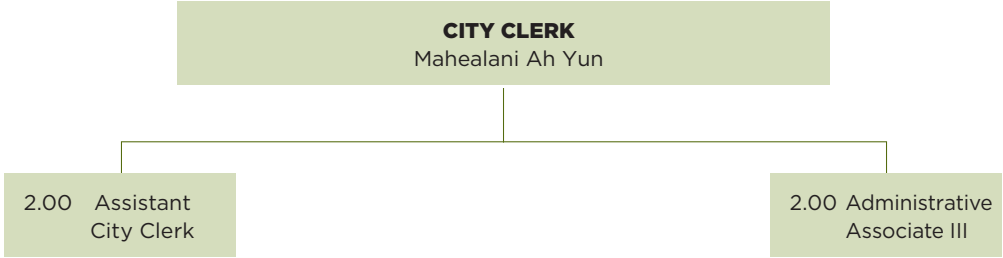 CITY CLERK
Mahealani Ah Yun
2.00 Assistant
City Clerk
2.00 Administrative
Associate III